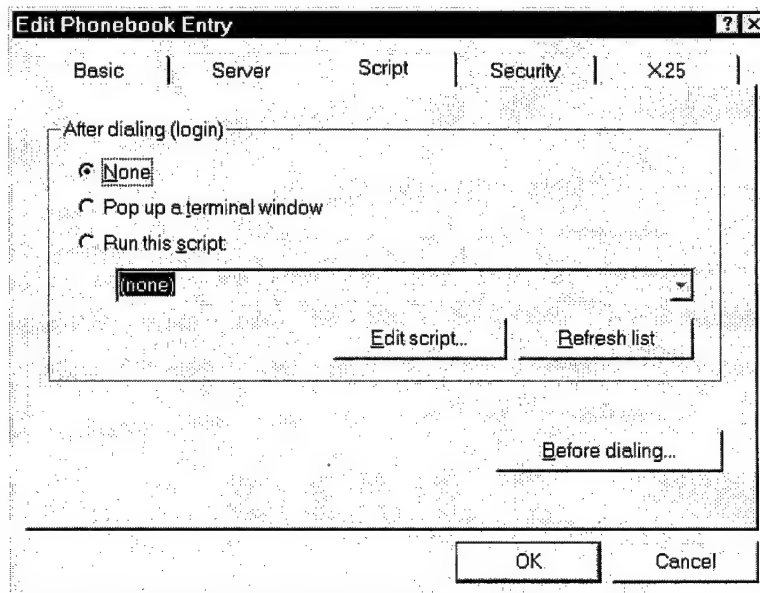 Edit Phonebook Entry ? X
Basic Server Script Security X.25
After dialing (login)
None
Pop up a terminal window
Run this script:
(none)
Edit script... Refresh list
Before dialing...
OK Cancel